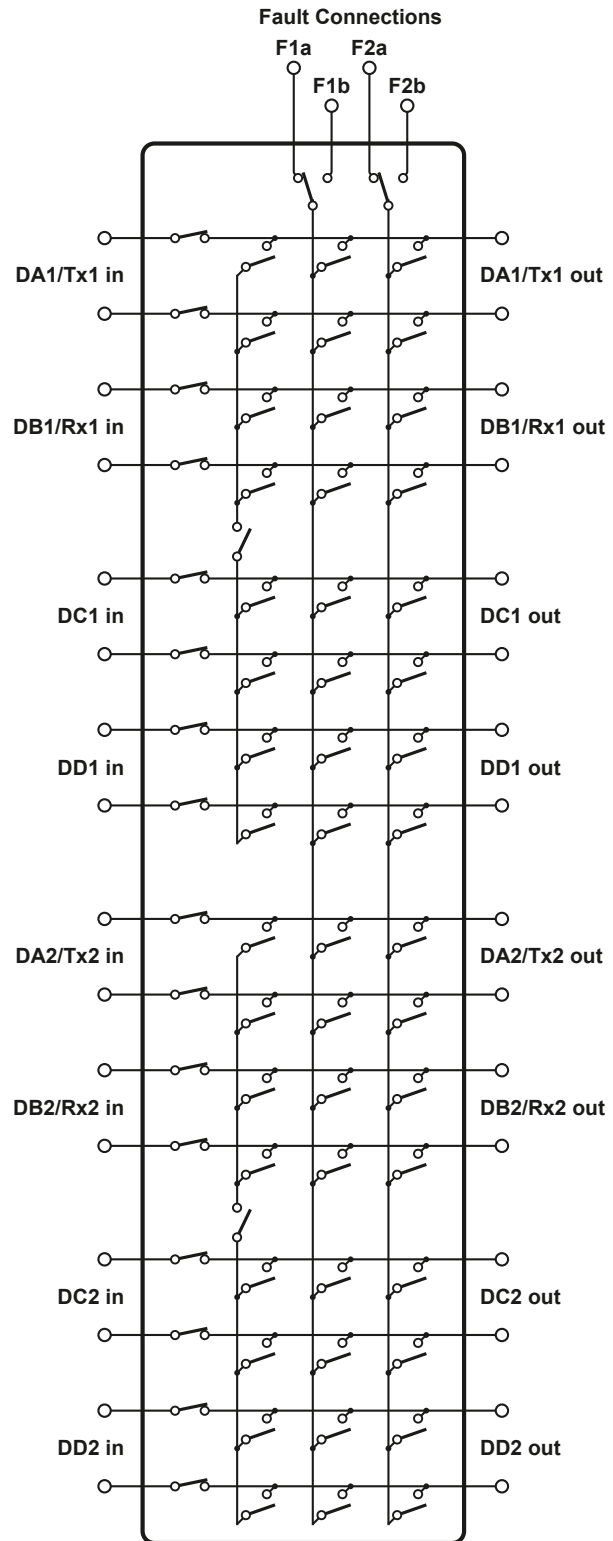 Fault Connections
F1a F2a
F1b F2b
DA1/Tx1 in DA1/Tx1 out
DB1/Rx1 in DB1/Rx1 out
DC1 in DC1 out
DD1 in DD1 out
DA2/Tx2 in DA2/Tx2 out
DB2/Rx2 in DB2/Rx2 out
DC2 in DC2 out
DD2 in DD2 out